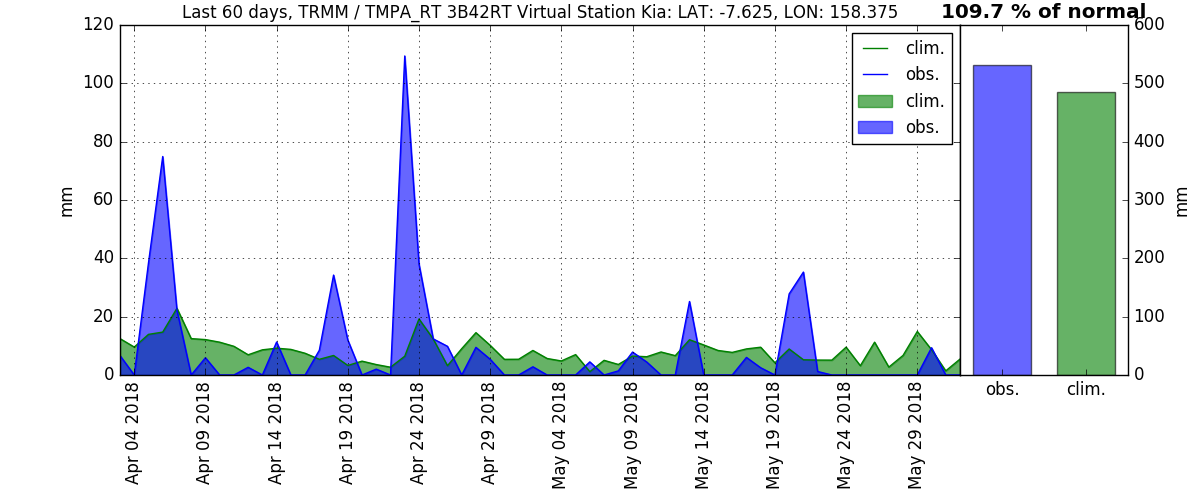 Last 60 days, TRMM / TMPA_RT 3B42RT Virtual Station Kia: LAT: -7.625, LON: 158.375
109.7 % of normal
mm
120
100
80
60
40
20
0
clim.
obs.
clim.
obs.
Apr 04 2018
Apr 09 2018
Apr 14 2018
Apr 19 2018
Apr 24 2018
Apr 29 2018
May 04 2018
May 09 2018
May 14 2018
May 19 2018
May 24 2018
May 29 2018
600
500
400
300
200
100
0
mm
obs.
clim.